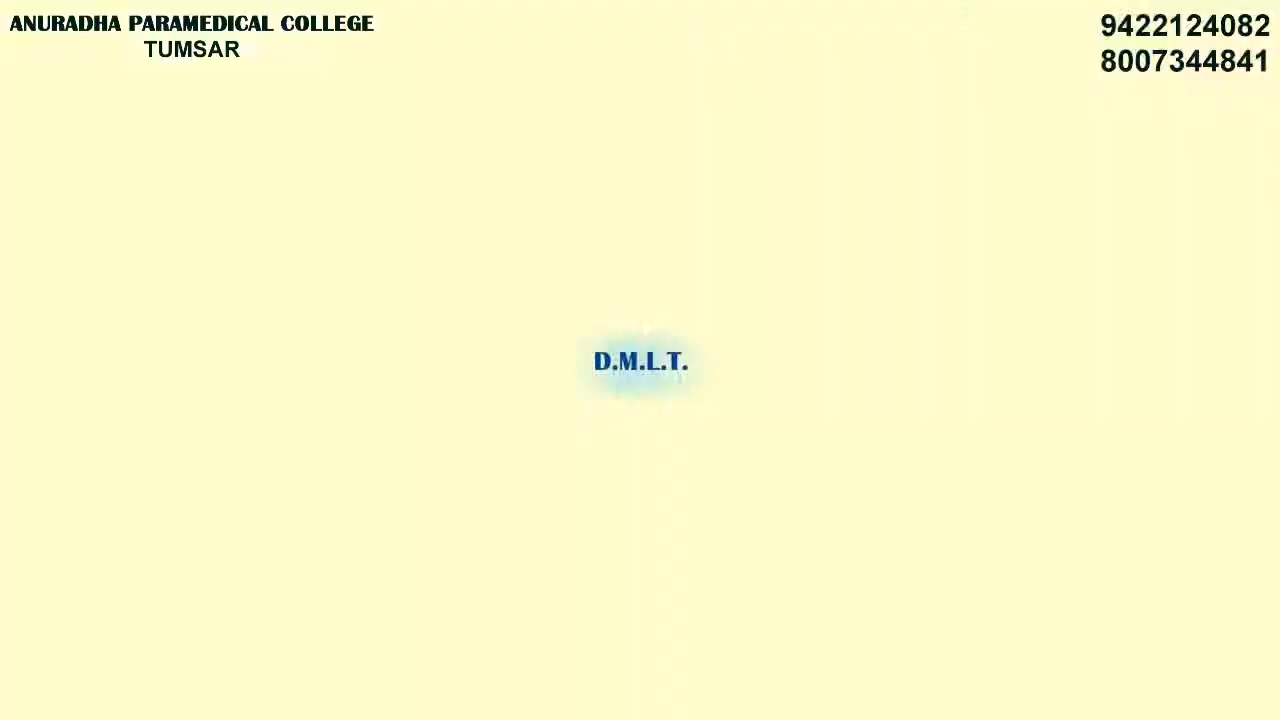 ANURADHA PARAMEDICAL COLLEGE
TUMSAR
9422124082
8007344841
D.M.L.T.